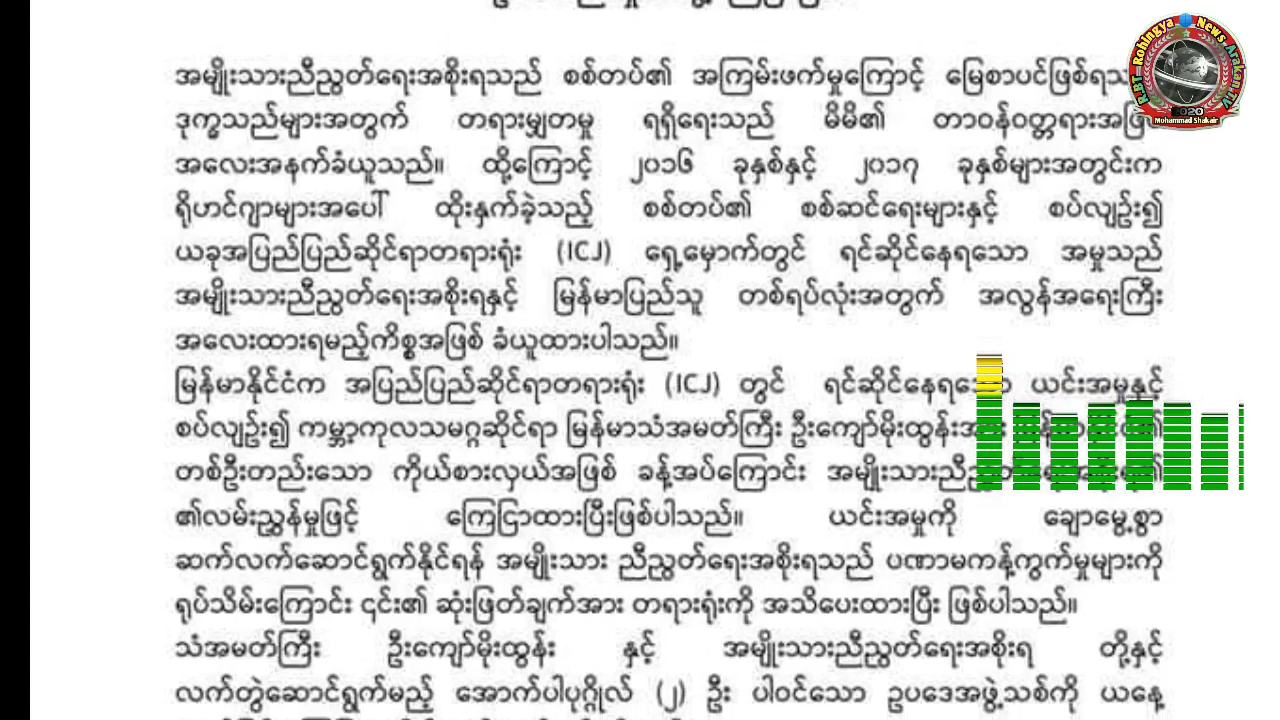 အမျိုးသားညီညွတ်ရေးအစိုးရသည် စစ်တပ်၏ အကြမ်းဖက်မှုကြောင့် မြေစာပင်ဖြစ်ရသ
ဒုက္ခသည်များအတွက် တရားမျှတမှု ရရှိရေးသည် မိမိ၏ တာဝန်ဝတ္တရားအဖြ
အလေးအနက်ခံယူသည်။ ထို့ကြောင့် ၂၀၁၆ ခုနှစ်နှင့် ၂၀၁၇ ခုနှစ်များအတွင်းက
ရိုဟင်ဂျာများအပေါ် ထိုးနှက်ခဲ့သည့် စစ်တပ်၏ စစ်ဆင်ရေးများနှင့် စပ်လျဉ်း၍
ယခုအပြည်ပြည်ဆိုင်ရာတရားရုံး (ICJ) ရှေ့မှောက်တွင် ရင်ဆိုင်နေရသော အမှုသည်
အမျိုးသားညီညွတ်ရေးအစိုးရနှင့် မြန်မာပြည်သူ တစ်ရပ်လုံးအတွက် အလွန်အရေးကြီး
အလေးထားရမည့်ကိစ္စအဖြစ် ခံယူထားပါသည်။
မြန်မာနိုင်ငံက အပြည်ပြည်ဆိုင်ရာတရားရုံး (ICJ) တွင် ရင်ဆိုင်နေရသော ယင်းအမှုနှင့်
စပ်လျဉ်း၍ ကမ္ဘာ့ကုလသမဂ္ဂဆိုင်ရာ မြန်မာသံအမတ်ကြီး ဦးကျော်မိုးထွန်းအား
တစ်ဦးတည်းသော ကိုယ်စားလှယ်အဖြစ် ခန့်အပ်ကြောင်း
၏လမ်းညွှန်မှုဖြင့် ကြေငြာထားပြီးဖြစ်ပါသည်။ ယင်းအမှုကို ချောမွေ့စွာ
ဆက်လက်ဆောင်ရွက်နိုင်ရန် အမျိုးသား ညီညွတ်ရေးအစိုးရသည် ပဏာမကန့်ကွက်မှုများကို
ရုပ်သိမ်းကြောင်း ၎င်း၏ ဆုံးဖြတ်ချက်အား တရားရုံးကို အသိပေးထားပြီး ဖြစ်ပါသည်။
သံအမတ်ကြီး ဦးကျော်မိုးထွန်း နှင့် အမျိုးသားညီညွတ်ရေးအစိုးရ တို့နှင့်
လက်တွဲဆောင်ရွက်မည့် အောက်ပါပုဂ္ဂိုလ် (၂) ဦး ပါဝင်သော ဥပဒေအဖွဲ့သစ်ကို ယနေ့
R.B.T Rohingya News Arakan TIV
2020
Mohammad Shakair